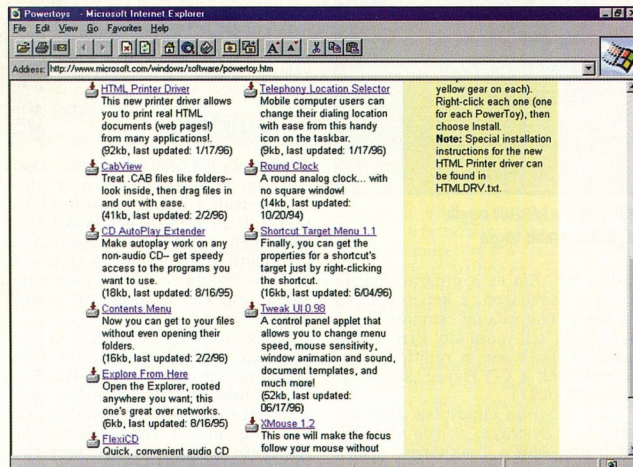 Powertoys - Microsoft Internet Explorer
File Edit View Go Favorites Help
Address: http://www.microsoft.com/windows/software/powertoy.htm
HTML Printer Driver
This new printer driver allows
you to print real HTML
documents (web pages!)
from many applications!.
(92kb, last updated: 1/17/96)
CabView
Treat .CAB files like folders--
look inside, then drag files in
and out with ease.
(41kb, last updated: 2/2/96)
CD AutoPlay Extender
Make autoplay work on any
non-audio CD-- get speedy
access to the programs you
want to use.
(18kb, last updated: 8/16/95)
Contents Menu
Now you can get to your files
without even opening their
folders.
(16kb, last updated: 2/2/96)
Explore From Here
Open the Explorer, rooted
anywhere you want; this
one's great over networks.
(6kb, last updated: 8/16/95)
FlexiCD
Quick, convenient audio CD
Telephony Location Selector
Mobile computer users can
change their dialing location
with ease from this handy
icon on the taskbar.
(9kb, last updated: 1/17/96)
Round Clock
A round analog clock... with
no square window!
(14kb, last updated:
10/20/94)
Shortcut Target Menu 1.1
Finally, you can get the
properties for a shortcut's
target just by right-clicking
the shortcut.
(16kb, last updated: 6/04/96)
Tweak UI 0.98
A control panel applet that
allows you to change menu
speed, mouse sensitivity,
window animation and sound,
document templates, and
much more!
(52kb, last updated:
06/17/96)
XMouse 1.2
This one will make the focus
follow your mouse without
yellow gear on each).
Right-click each one (one
for each PowerToy), then
choose Install.
Note: Special installation
instructions for the new
HTML Printer driver can
be found in
HTMLDRV.txt.